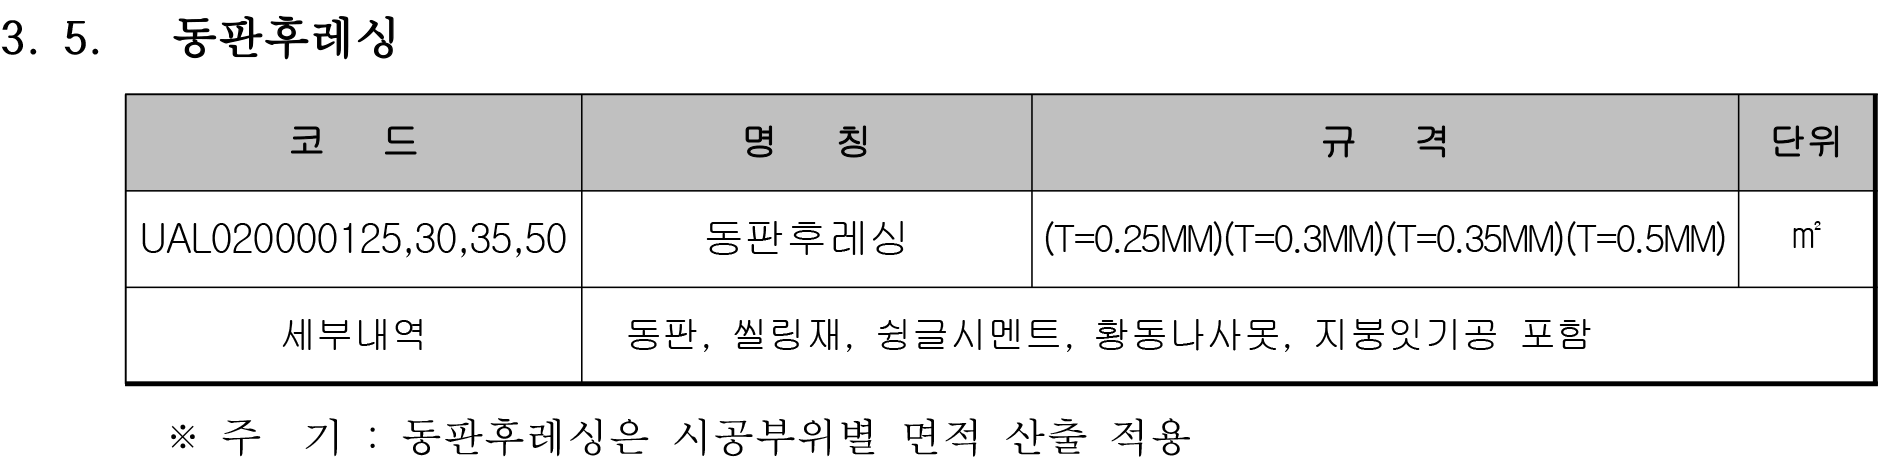 3. 5. 동판후레싱
코 드 명 칭 규 격 단위
UAL020000125,30,35,50 동판후레싱 (T=0.25MM)(T=0.3MM)(T=0.35MM)(T=0.5MM) ㎡
세부내역 동판, 씰링재, 슁글시멘트, 황동나사못, 지붕잇기공 포함
※ 주 기 : 동판후레싱은 시공부위별 면적 산출 적용